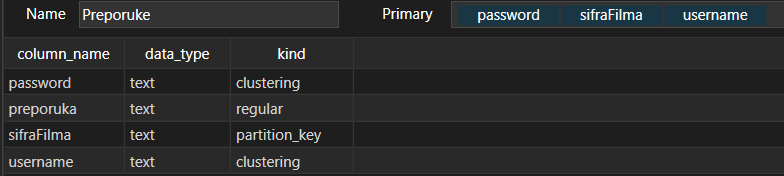 Name Preporuke Primary password sifraFilma username
column_name data_type kind
password text clustering
preporuka text regular
sifraFilma text partition_key
username text clustering